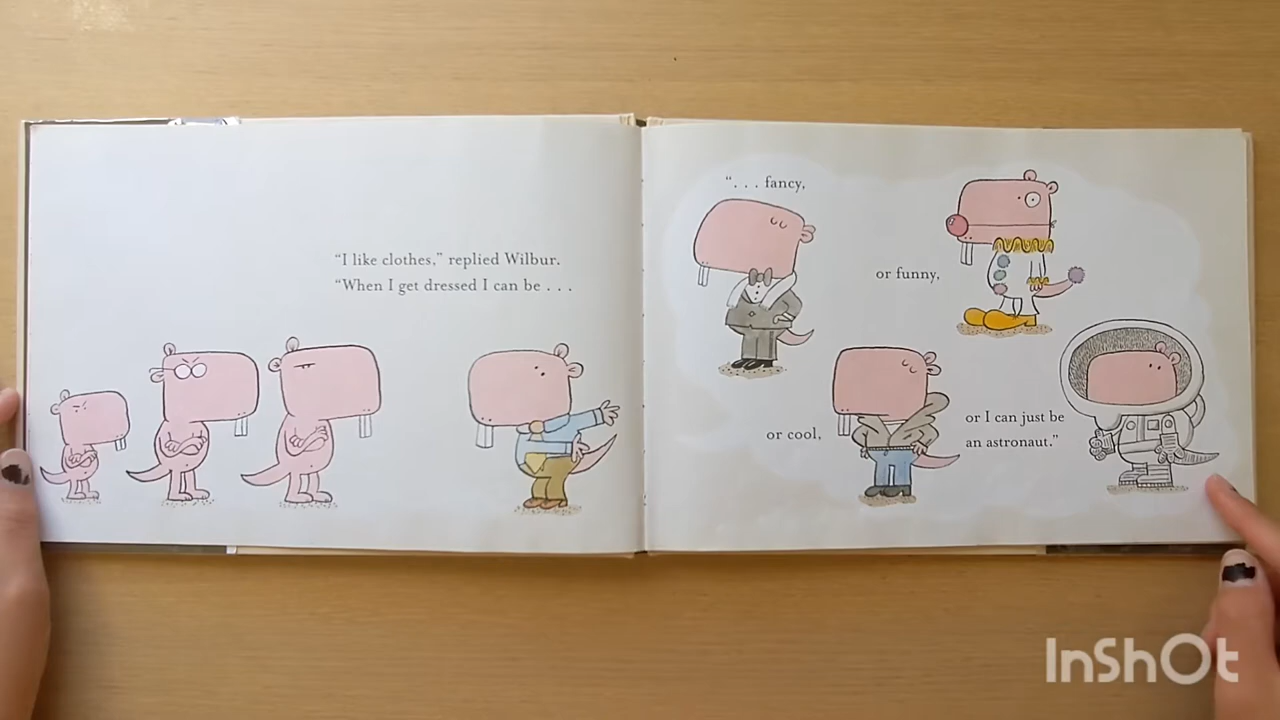 “I like clothes,” replied Wilbur.
“When I get dressed I can be . . .
“. . . fancy,
or funny,
or cool,
or I can just be
an astronaut.”
InShOt